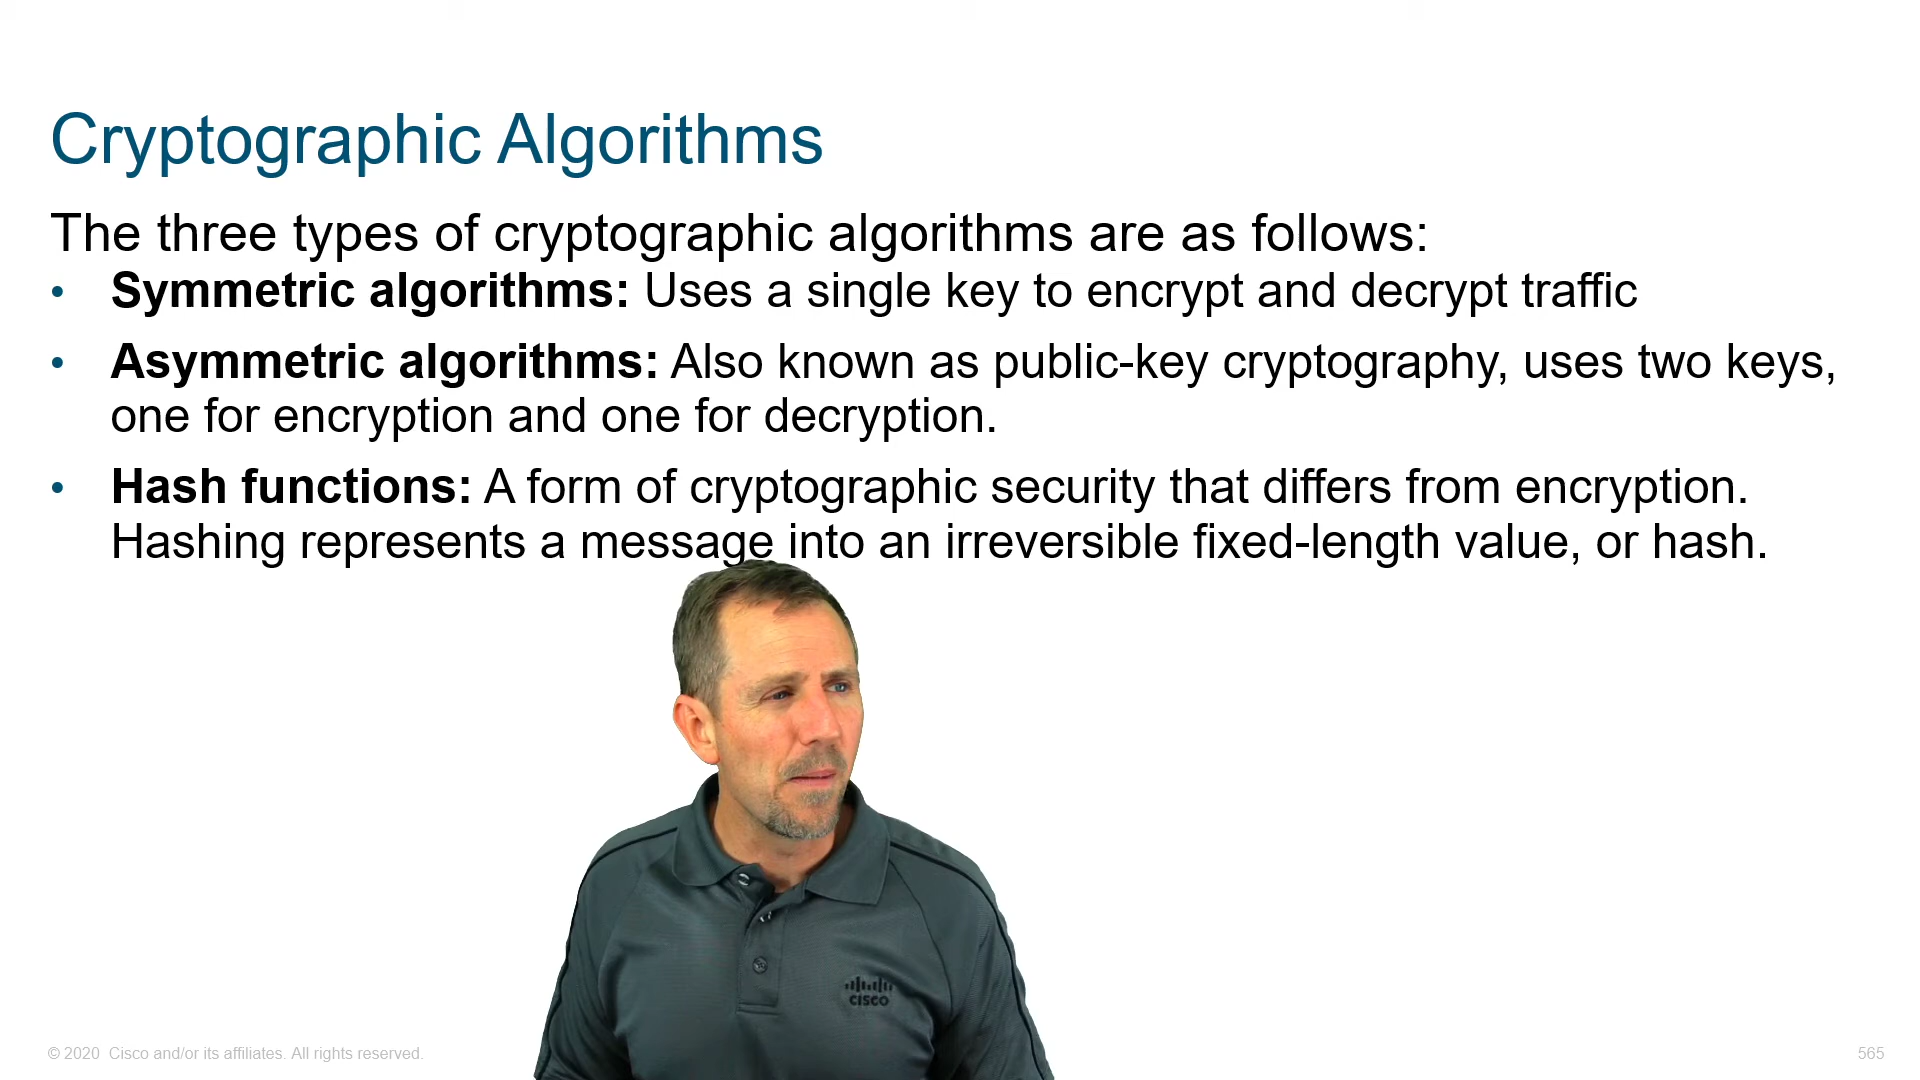 Cryptographic Algorithms
The three types of cryptographic algorithms are as follows:
• Symmetric algorithms: Uses a single key to encrypt and decrypt traffic
• Asymmetric algorithms: Also known as public-key cryptography, uses two keys,
one for encryption and one for decryption.
• Hash functions: A form of cryptographic security that differs from encryption.
Hashing represents a message into an irreversible fixed-length value, or hash.
CISCO
© 2020 Cisco and/or its affiliates. All rights reserved.
565